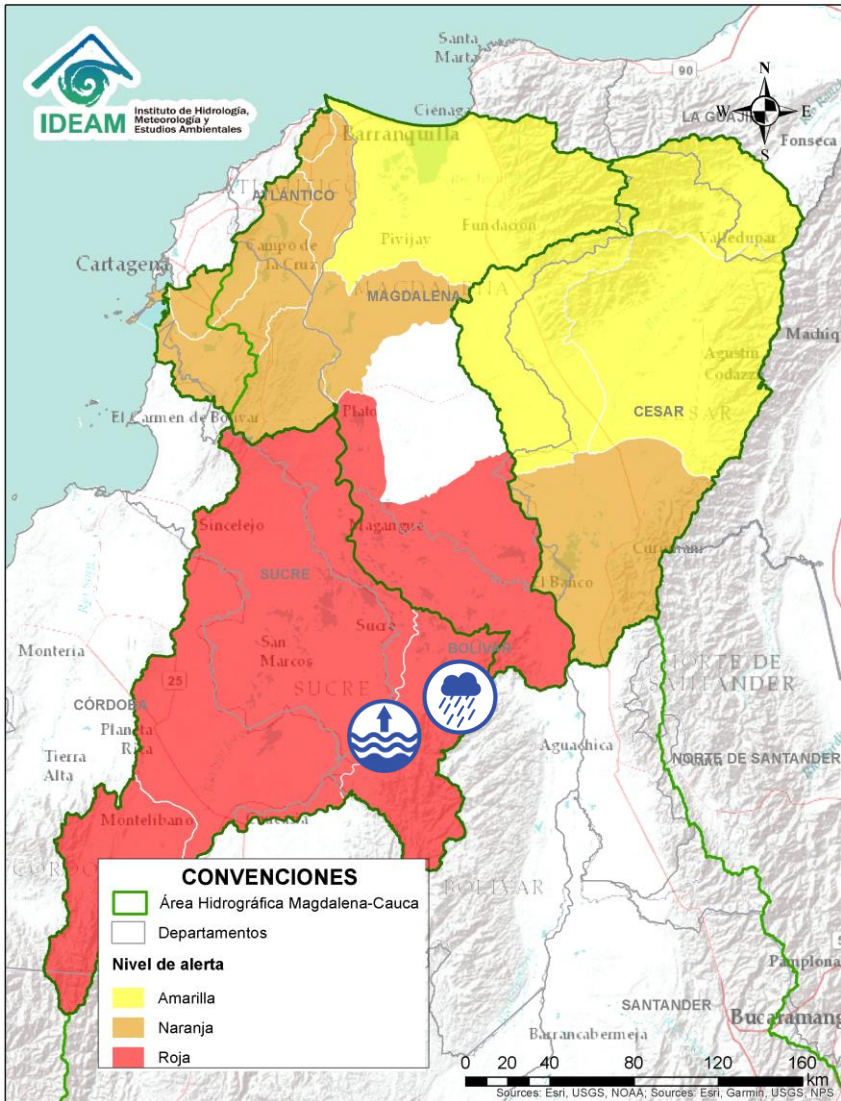 IDEAM
Instituto de Hidrología,
Meteorología y
Estudios Ambientales
Santa
Marta
90
N
W
E
S
Ciénaga
LA GUAJIR
Barranquilla
Fonseca
ATLÁNTICO
Campo de
la Cruz
Pivijay
Fundación
Valledupar
Cartagena
MAGDALENA
Agustín
Codazzi
El Carmen de Bolívar
Plato
CESAR
Sincelejo
Magangue
SUCRE
El Banco
Sucre
San
Marcos
BOLÍVAR
SUCRE
Montería
25
CÓRDOBA
Planeta
Rica
Tierra
Alta
NORTE DE
SANTANDER
Aguachica
NORTE DE SANTANDER
Montelíbano
BOLÍVAR
CONVENCIONES
Área Hidrográfica Magdalena-Cauca
Departamentos
Nivel de alerta
Amarilla
Naranja
Roja
Pamplona
SANTANDER
Bucaramang
Barrancabermeja
0 20 40 80 120 160
km
Sources: Esri, USGS, NOAA; Sources: Esri, Garmin, USGS, NPS